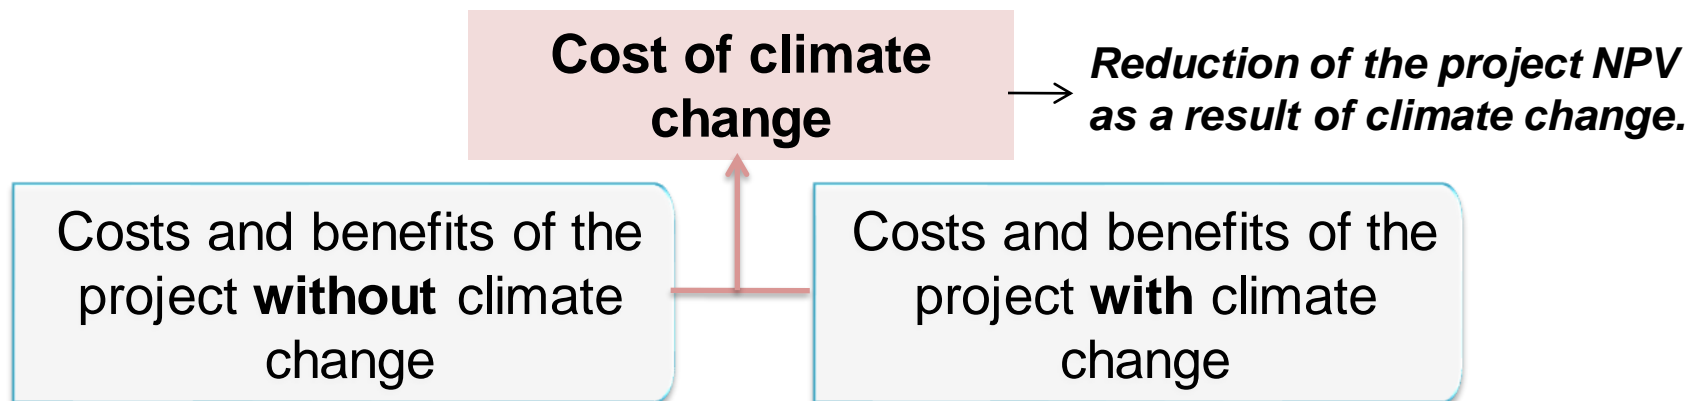 Cost of climate
change
Reduction of the project NPV
as a result of climate change.
Costs and benefits of the
project without climate
change
Costs and benefits of the
project with climate
change